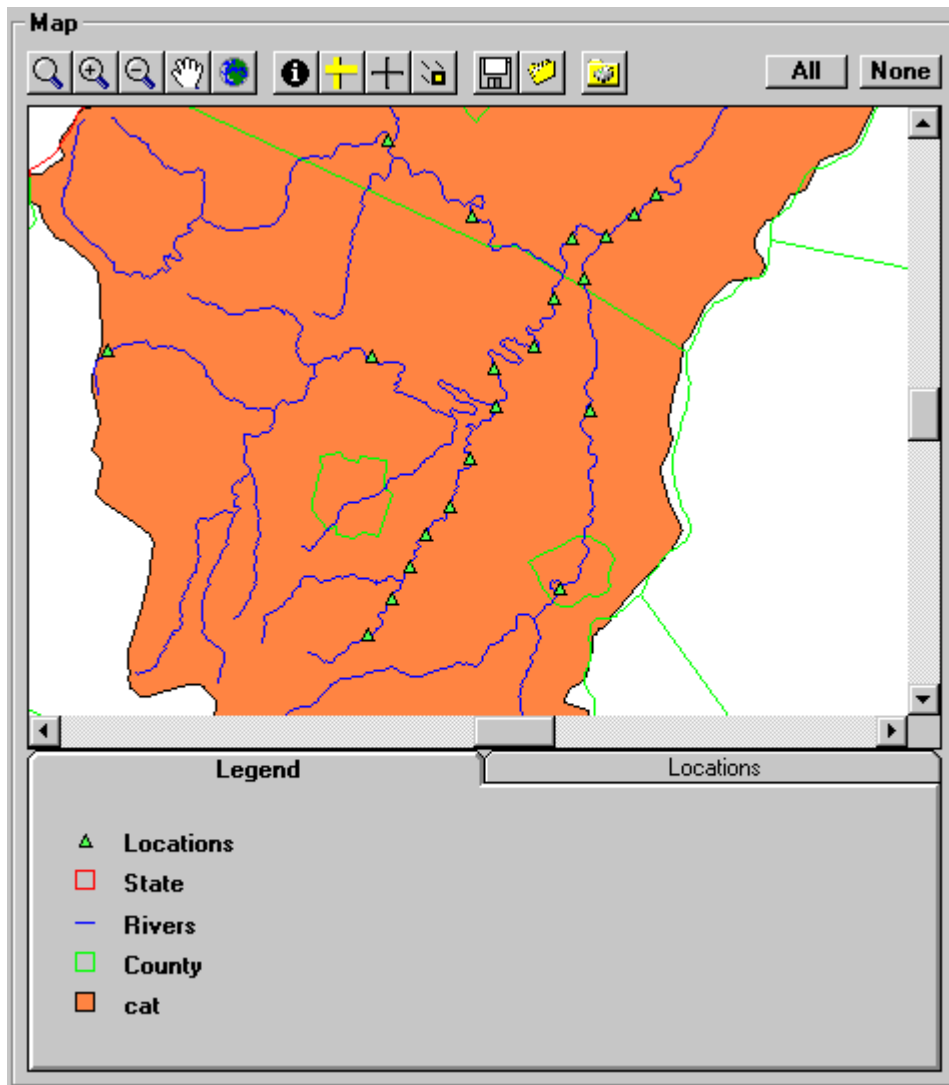 Map
All None
Legend Locations
Locations
State
Rivers
County
cat